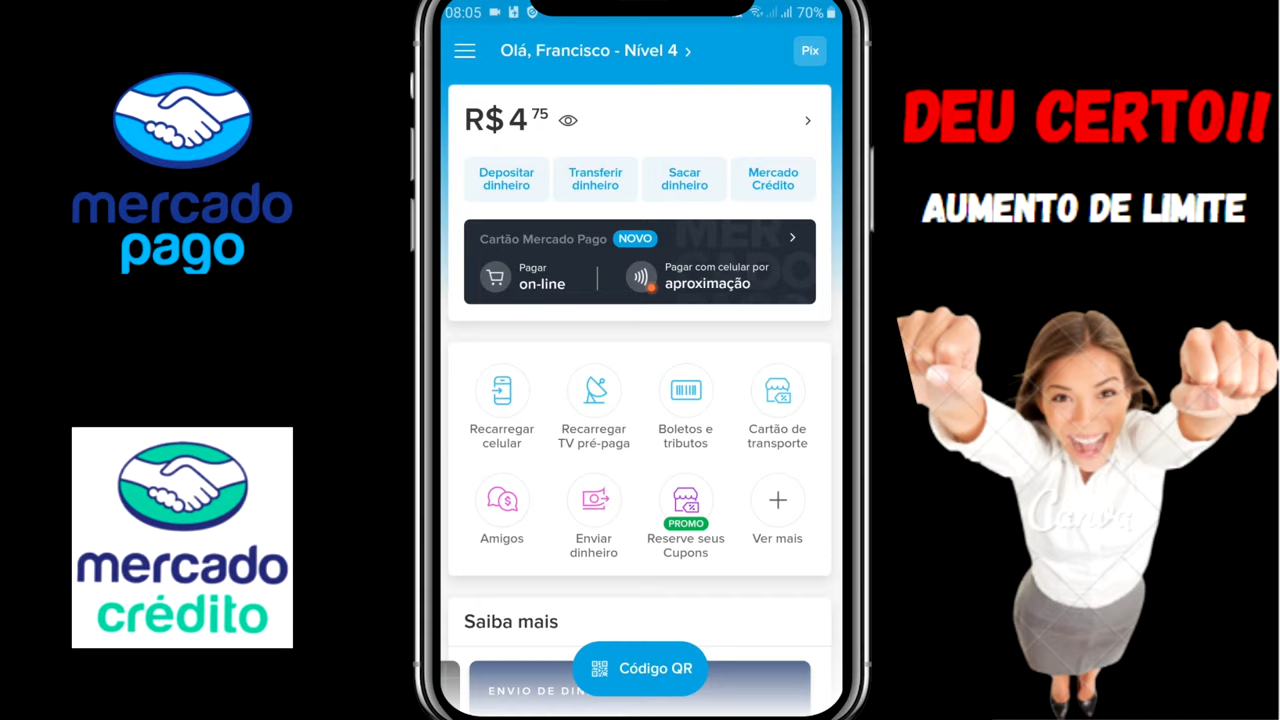 mercado
pago
mercado
crédito
08:05
70%
Olá, Francisco - Nível 4
Pix
R$ 4 75
Depositar
dinheiro
Transferir
dinheiro
Sacar
dinheiro
Mercado
Crédito
Cartão Mercado Pago NOVO
Pagar
on-line
Pagar com celular por
aproximação
Recarregar
celular
Recarregar
TV pré-paga
Boletos e
tributos
Cartão de
transporte
Amigos
Enviar
dinheiro
PROMO
Reserve seus
Cupons
Ver mais
Saiba mais
Código QR
DEU CERTO!!
AUMENTO DE LIMITE
Canva